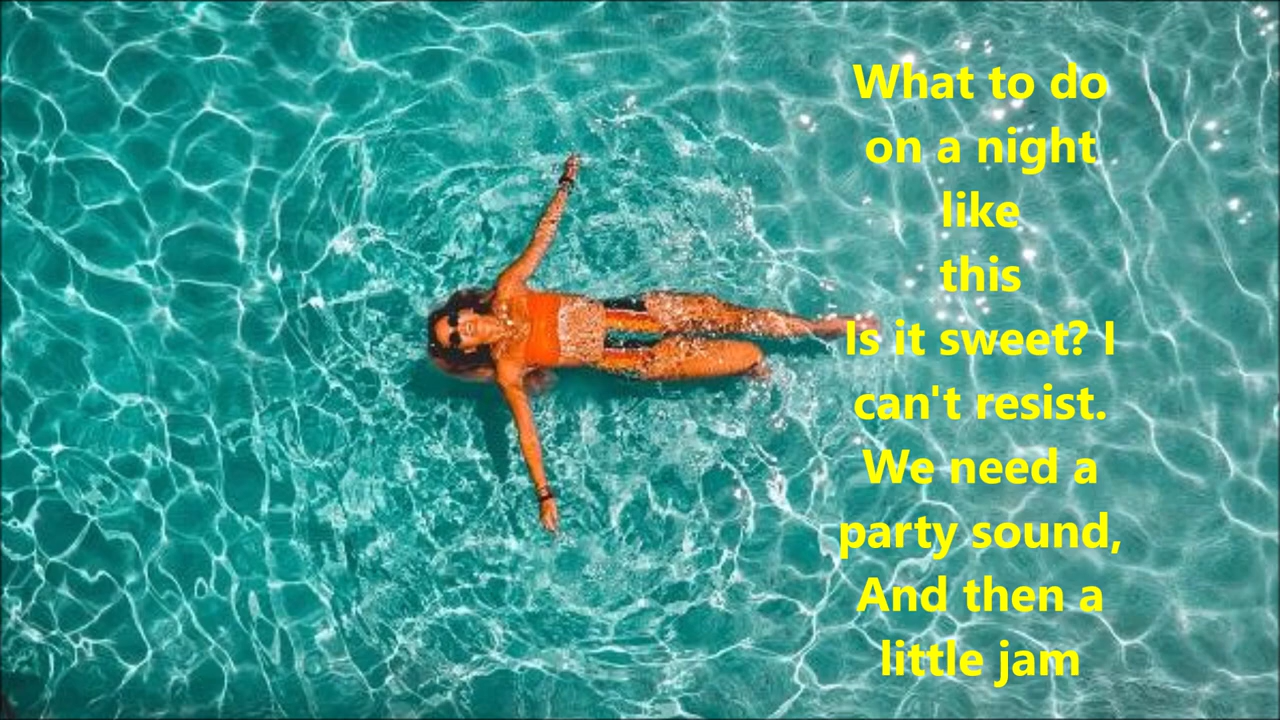 What to do
on a night
like
this
Is it sweet? I
can't resist.
We need a
party sound,
And then a
little jam